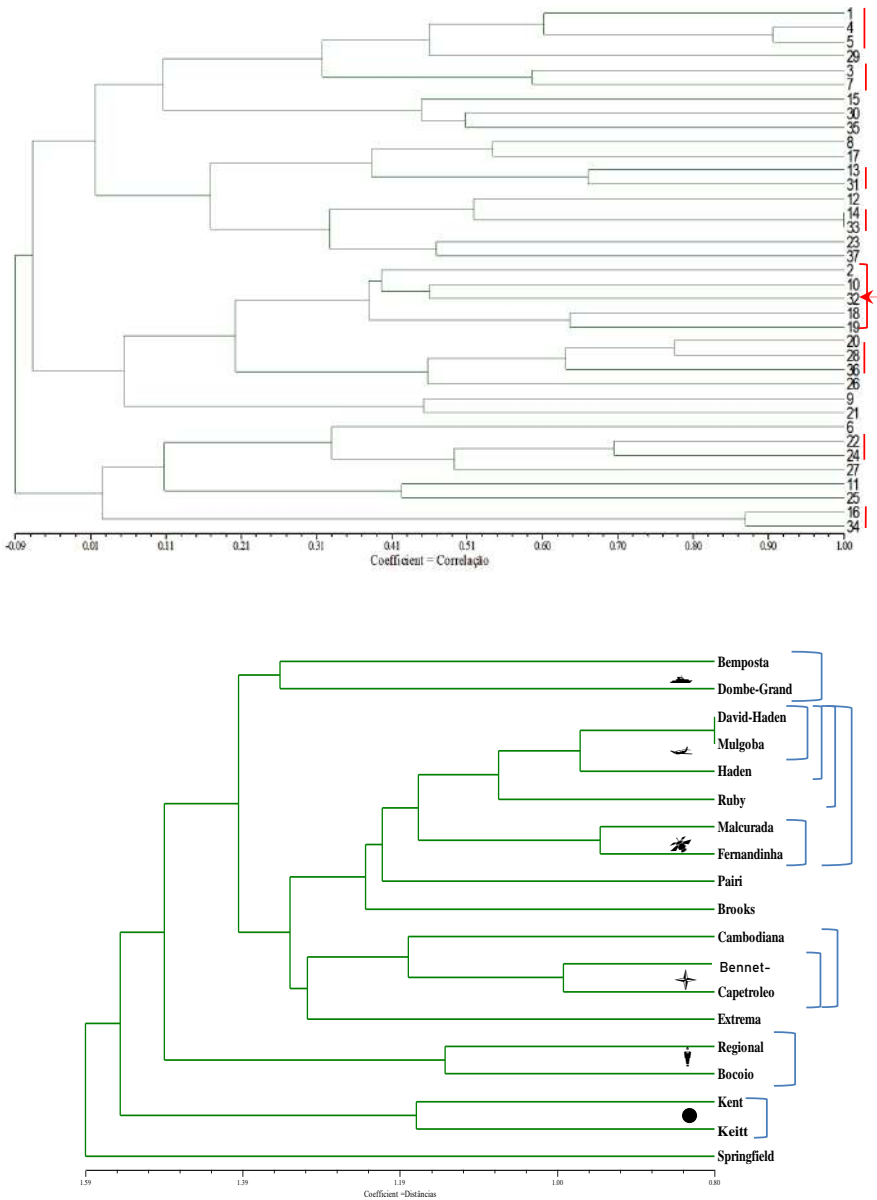 1
4
5
29
3
7
15
30
35
8
17
13
31
12
14
33
23
37
2
10
32
18
19
20
28
36
26
9
21
6
22
24
27
11
25
16
34
-0.09 0.01 0.11 0.21 0.31 0.41 0.51 0.60 0.70 0.80 0.90 1.00
Coefficient = Correlação
Bemposta
Dombe-Grand
David-Haden
Mulgoba
Haden
Ruby
Malcurada
Fernandinha
Pairi
Brooks
Cambodiana
Bennet-
Capetroleo
Extrema
Regional
Bocoio
Kent
Keitt
Springfield
1.59 1.39 1.19 1.00 0.80
Coefficient =Distâncias